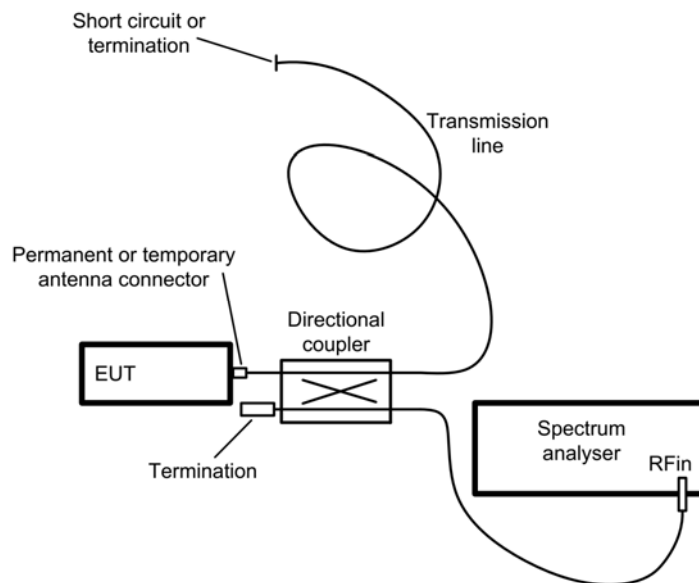 Short circuit or
termination
Transmission
line
Permanent or temporary
antenna connector
Directional
coupler
EUT
Spectrum
analyser
RFin
Termination